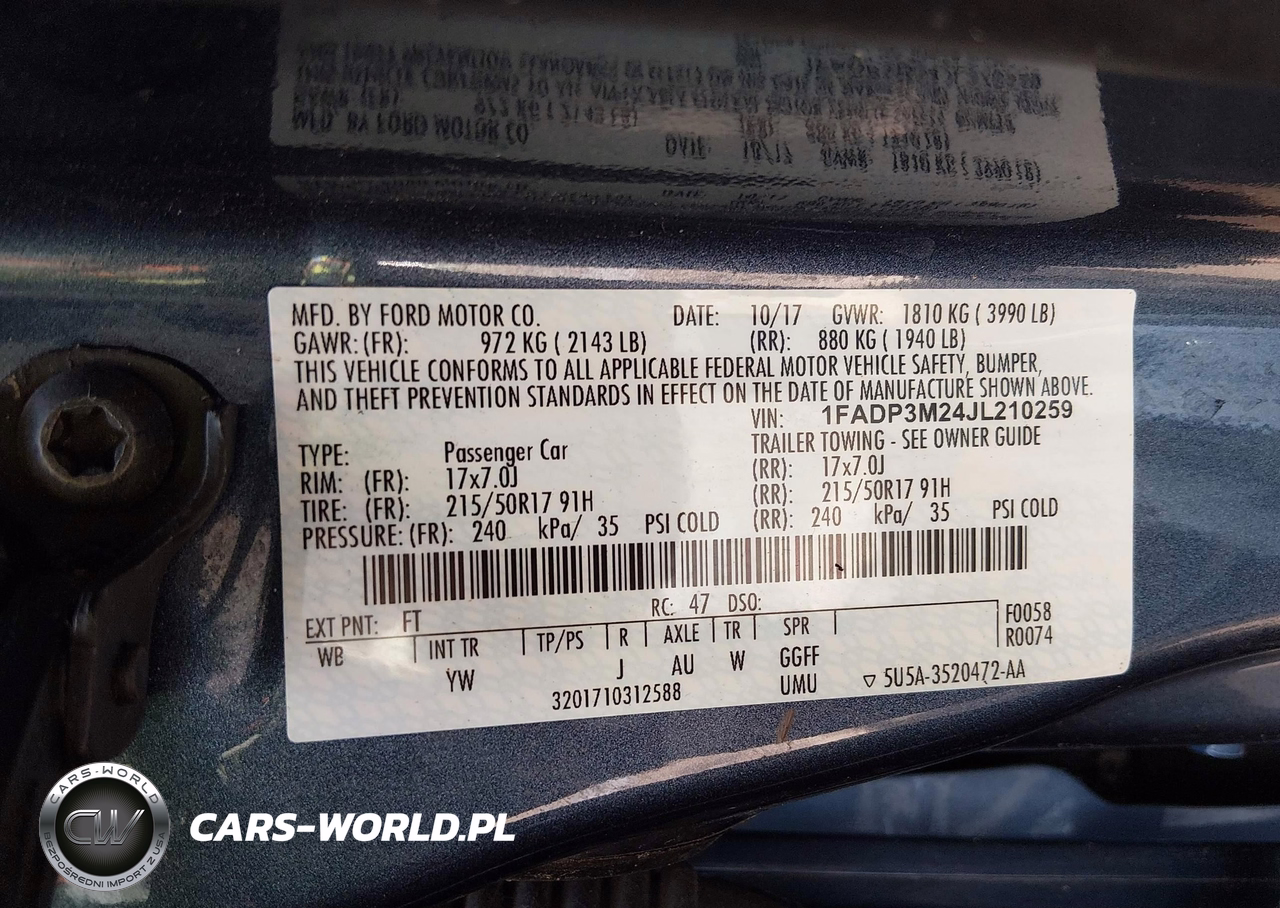 MFD. BY FORD MOTOR CO. DATE: 10/17 GVWR: 1810 KG ( 3990 LB)
GAWR: (FR): 972 KG ( 2143 LB) (RR): 880 KG ( 1940 LB)
THIS VEHICLE CONFORMS TO ALL APPLICABLE FEDERAL MOTOR VEHICLE SAFETY, BUMPER,
AND THEFT PREVENTION STANDARDS IN EFFECT ON THE DATE OF MANUFACTURE SHOWN ABOVE.
VIN: 1FADP3M24JL210259
TYPE: Passenger Car TRAILER TOWING - SEE OWNER GUIDE
RIM: (FR): 17x7.0J (RR): 17x7.0J
TIRE: (FR): 215/50R17 91H (RR): 215/50R17 91H
PRESSURE: (FR): 240 kPa/ 35 PSI COLD (RR): 240 kPa/ 35 PSI COLD
RC: 47 DSO:
EXT PNT: FT F0058
WB INT TR TP/PS R AXLE TR SPR R0074
YW J AU W GGFF
3201710312588 UMU ▽ 5U5A-3520472-AA
CARS-WORLD
CW
BEZPOŚREDNI IMPORT Z USA
CARS-WORLD.PL